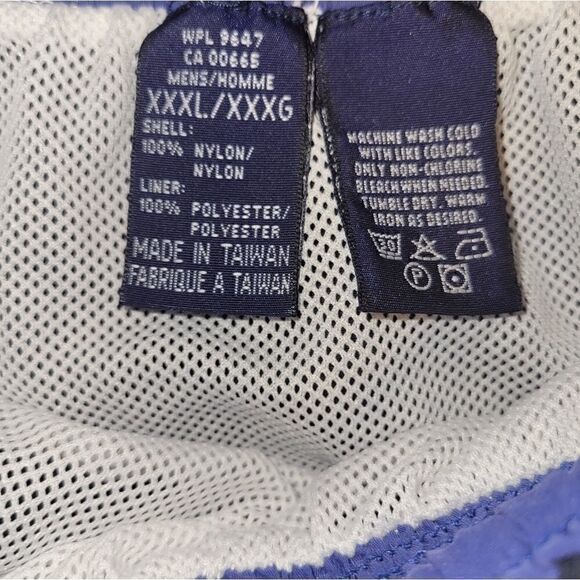 WPL 9647
CA 00665
MENS/HOMME
XXXL/XXXG
SHELL:
100% NYLON/
NYLON
LINER:
100% POLYESTER/
POLYESTER
MADE IN TAIWAN
FABRIQUE A TAIWAN
MACHINE WASH COLD
WITH LIKE COLORS.
ONLY NON-CHLORINE
BLEACH WHEN NEEDED
TUMBLE DRY, WARM
IRON AS DESIRED.
30
P